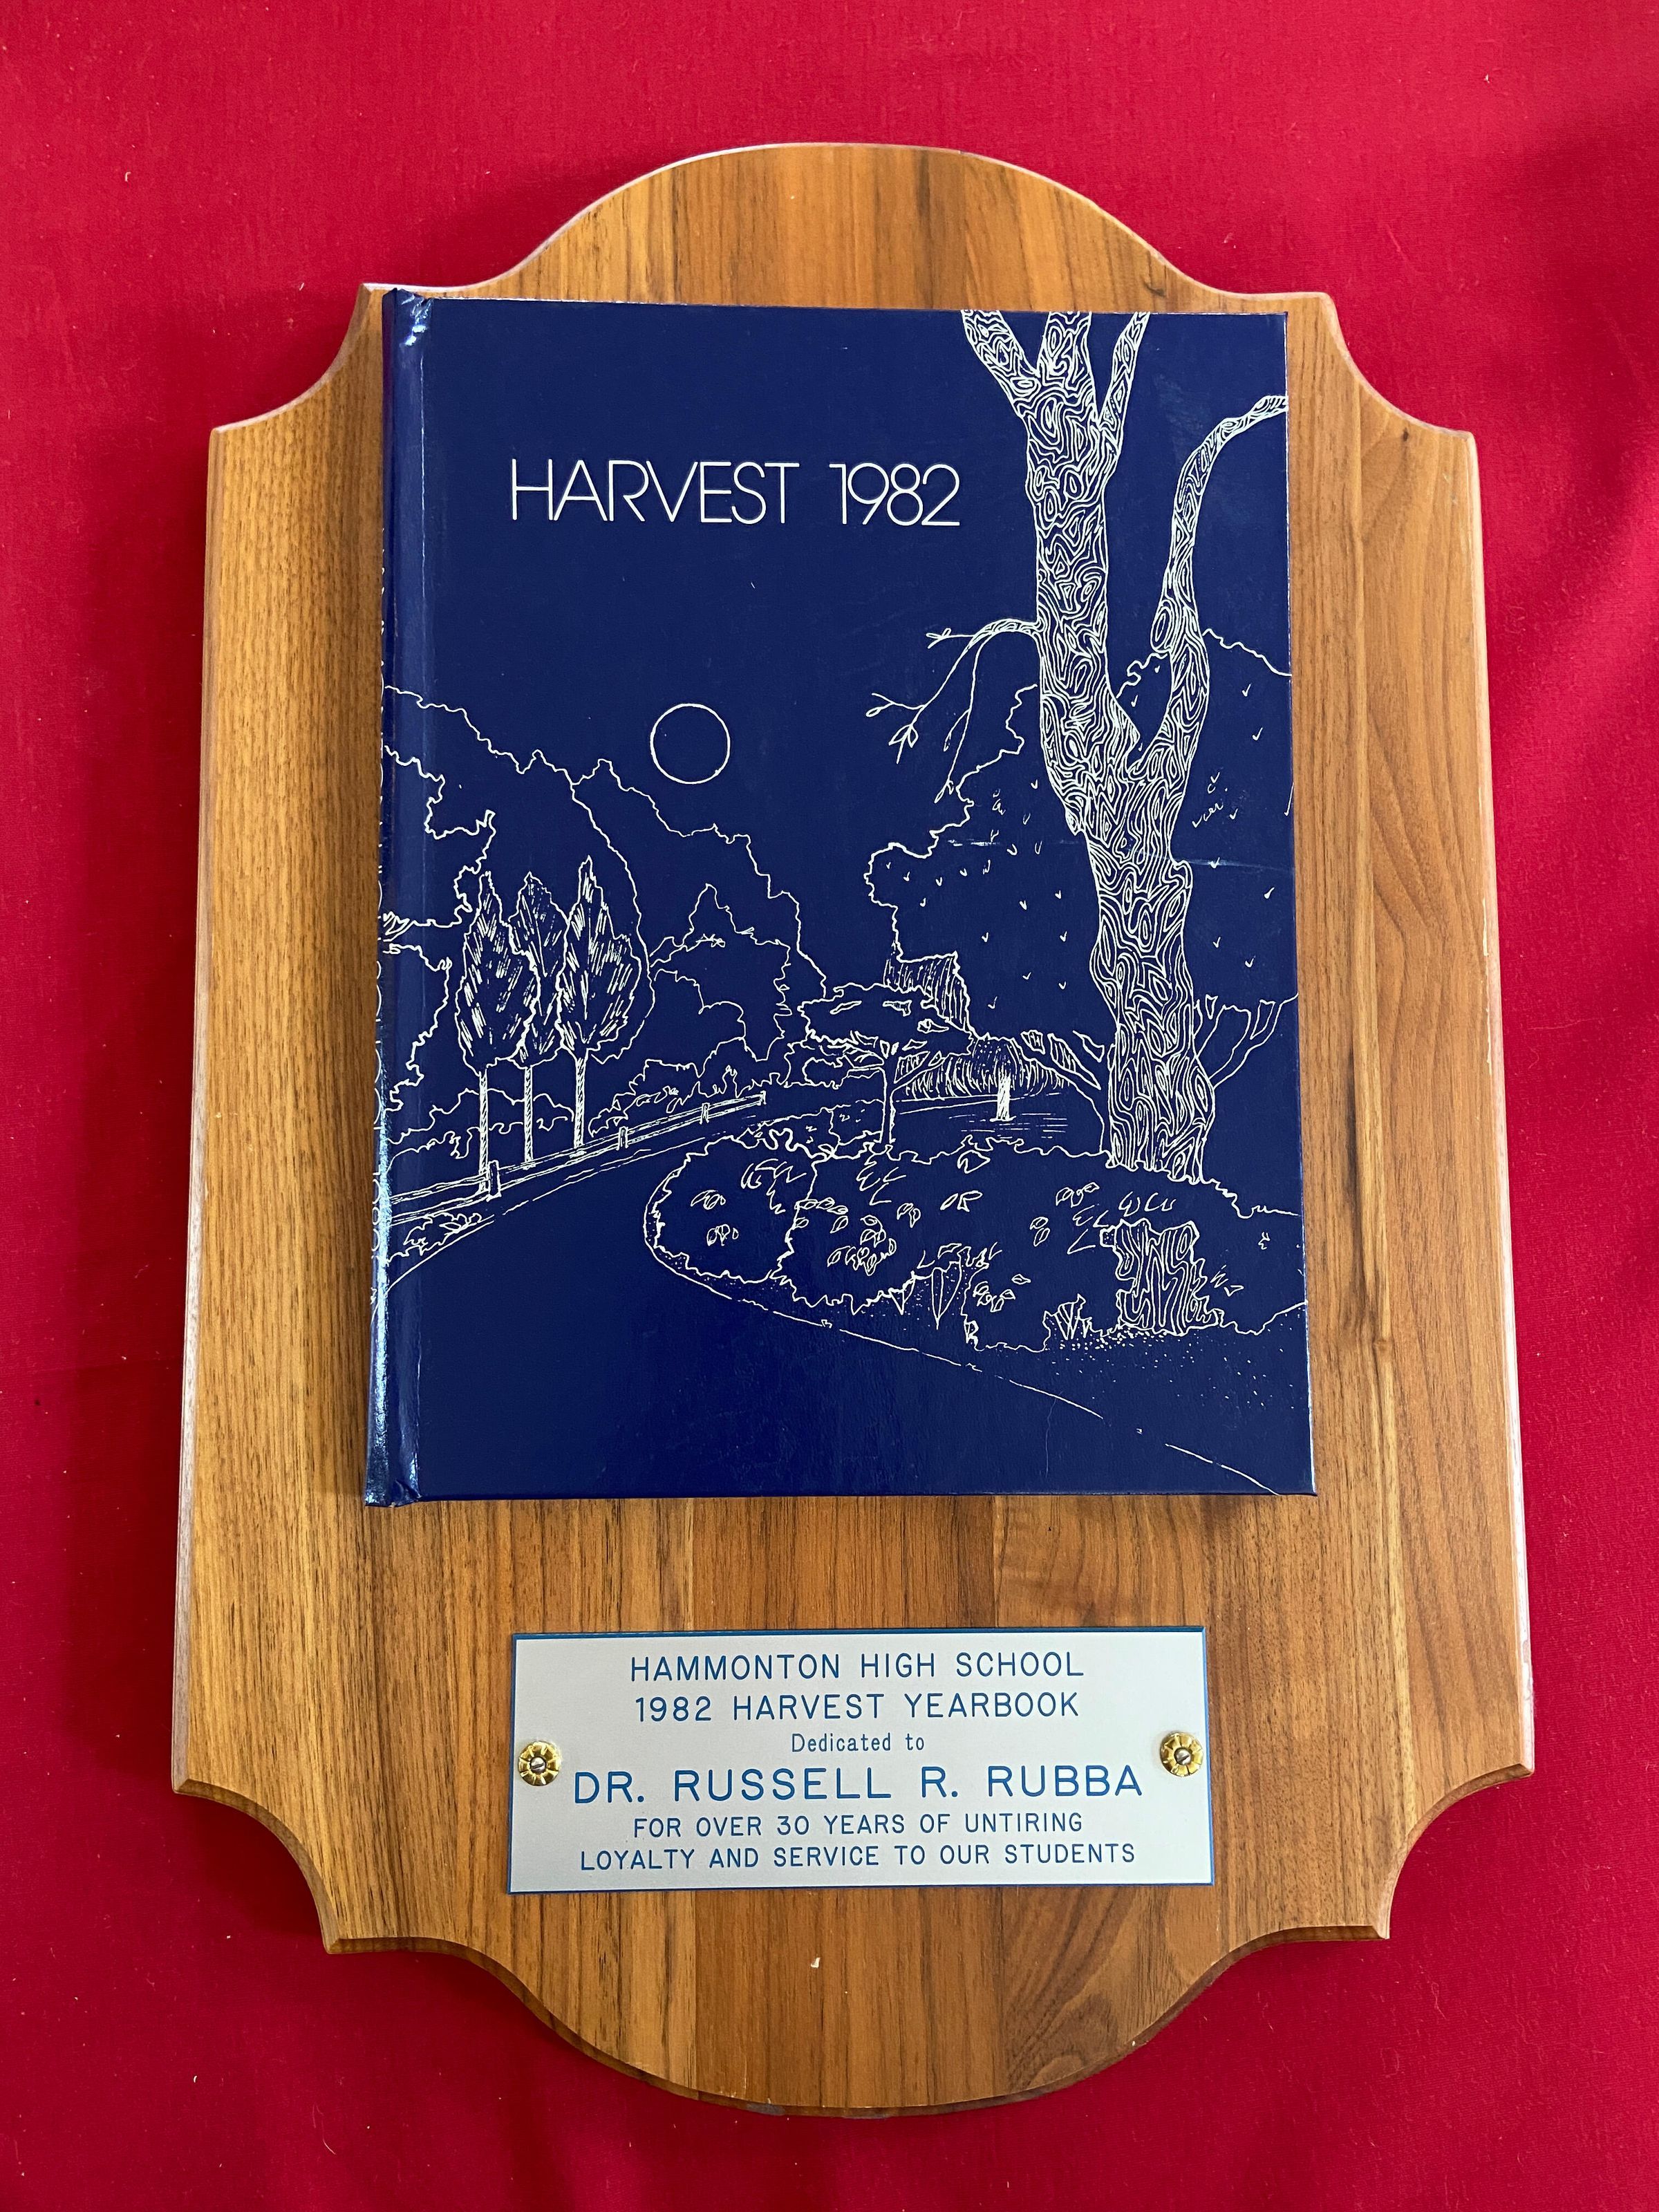 HARVEST 1982
HAMMONTON HIGH SCHOOL
1982 HARVEST YEARBOOK
Dedicated to
DR. RUSSELL R. RUBBA
FOR OVER 30 YEARS OF UNTIRING
LOYALTY AND SERVICE TO OUR STUDENTS